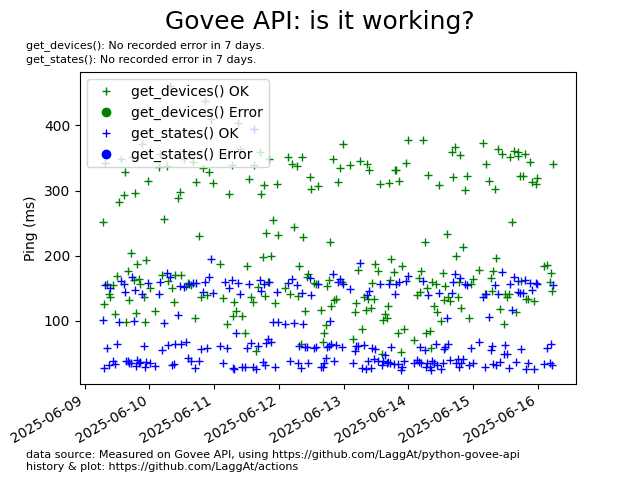 Govee API: is it working?
get_devices(): No recorded error in 7 days.
get_states(): No recorded error in 7 days.
get_devices() OK
get_devices() Error
get_states() OK
get_states() Error
Ping (ms)
400
300
200
100
2025-06-09
2025-06-10
2025-06-11
2025-06-12
2025-06-13
2025-06-14
2025-06-15
2025-06-16
data source: Measured on Govee API, using https://github.com/LaggAt/python-govee-api
history & plot: https://github.com/LaggAt/actions